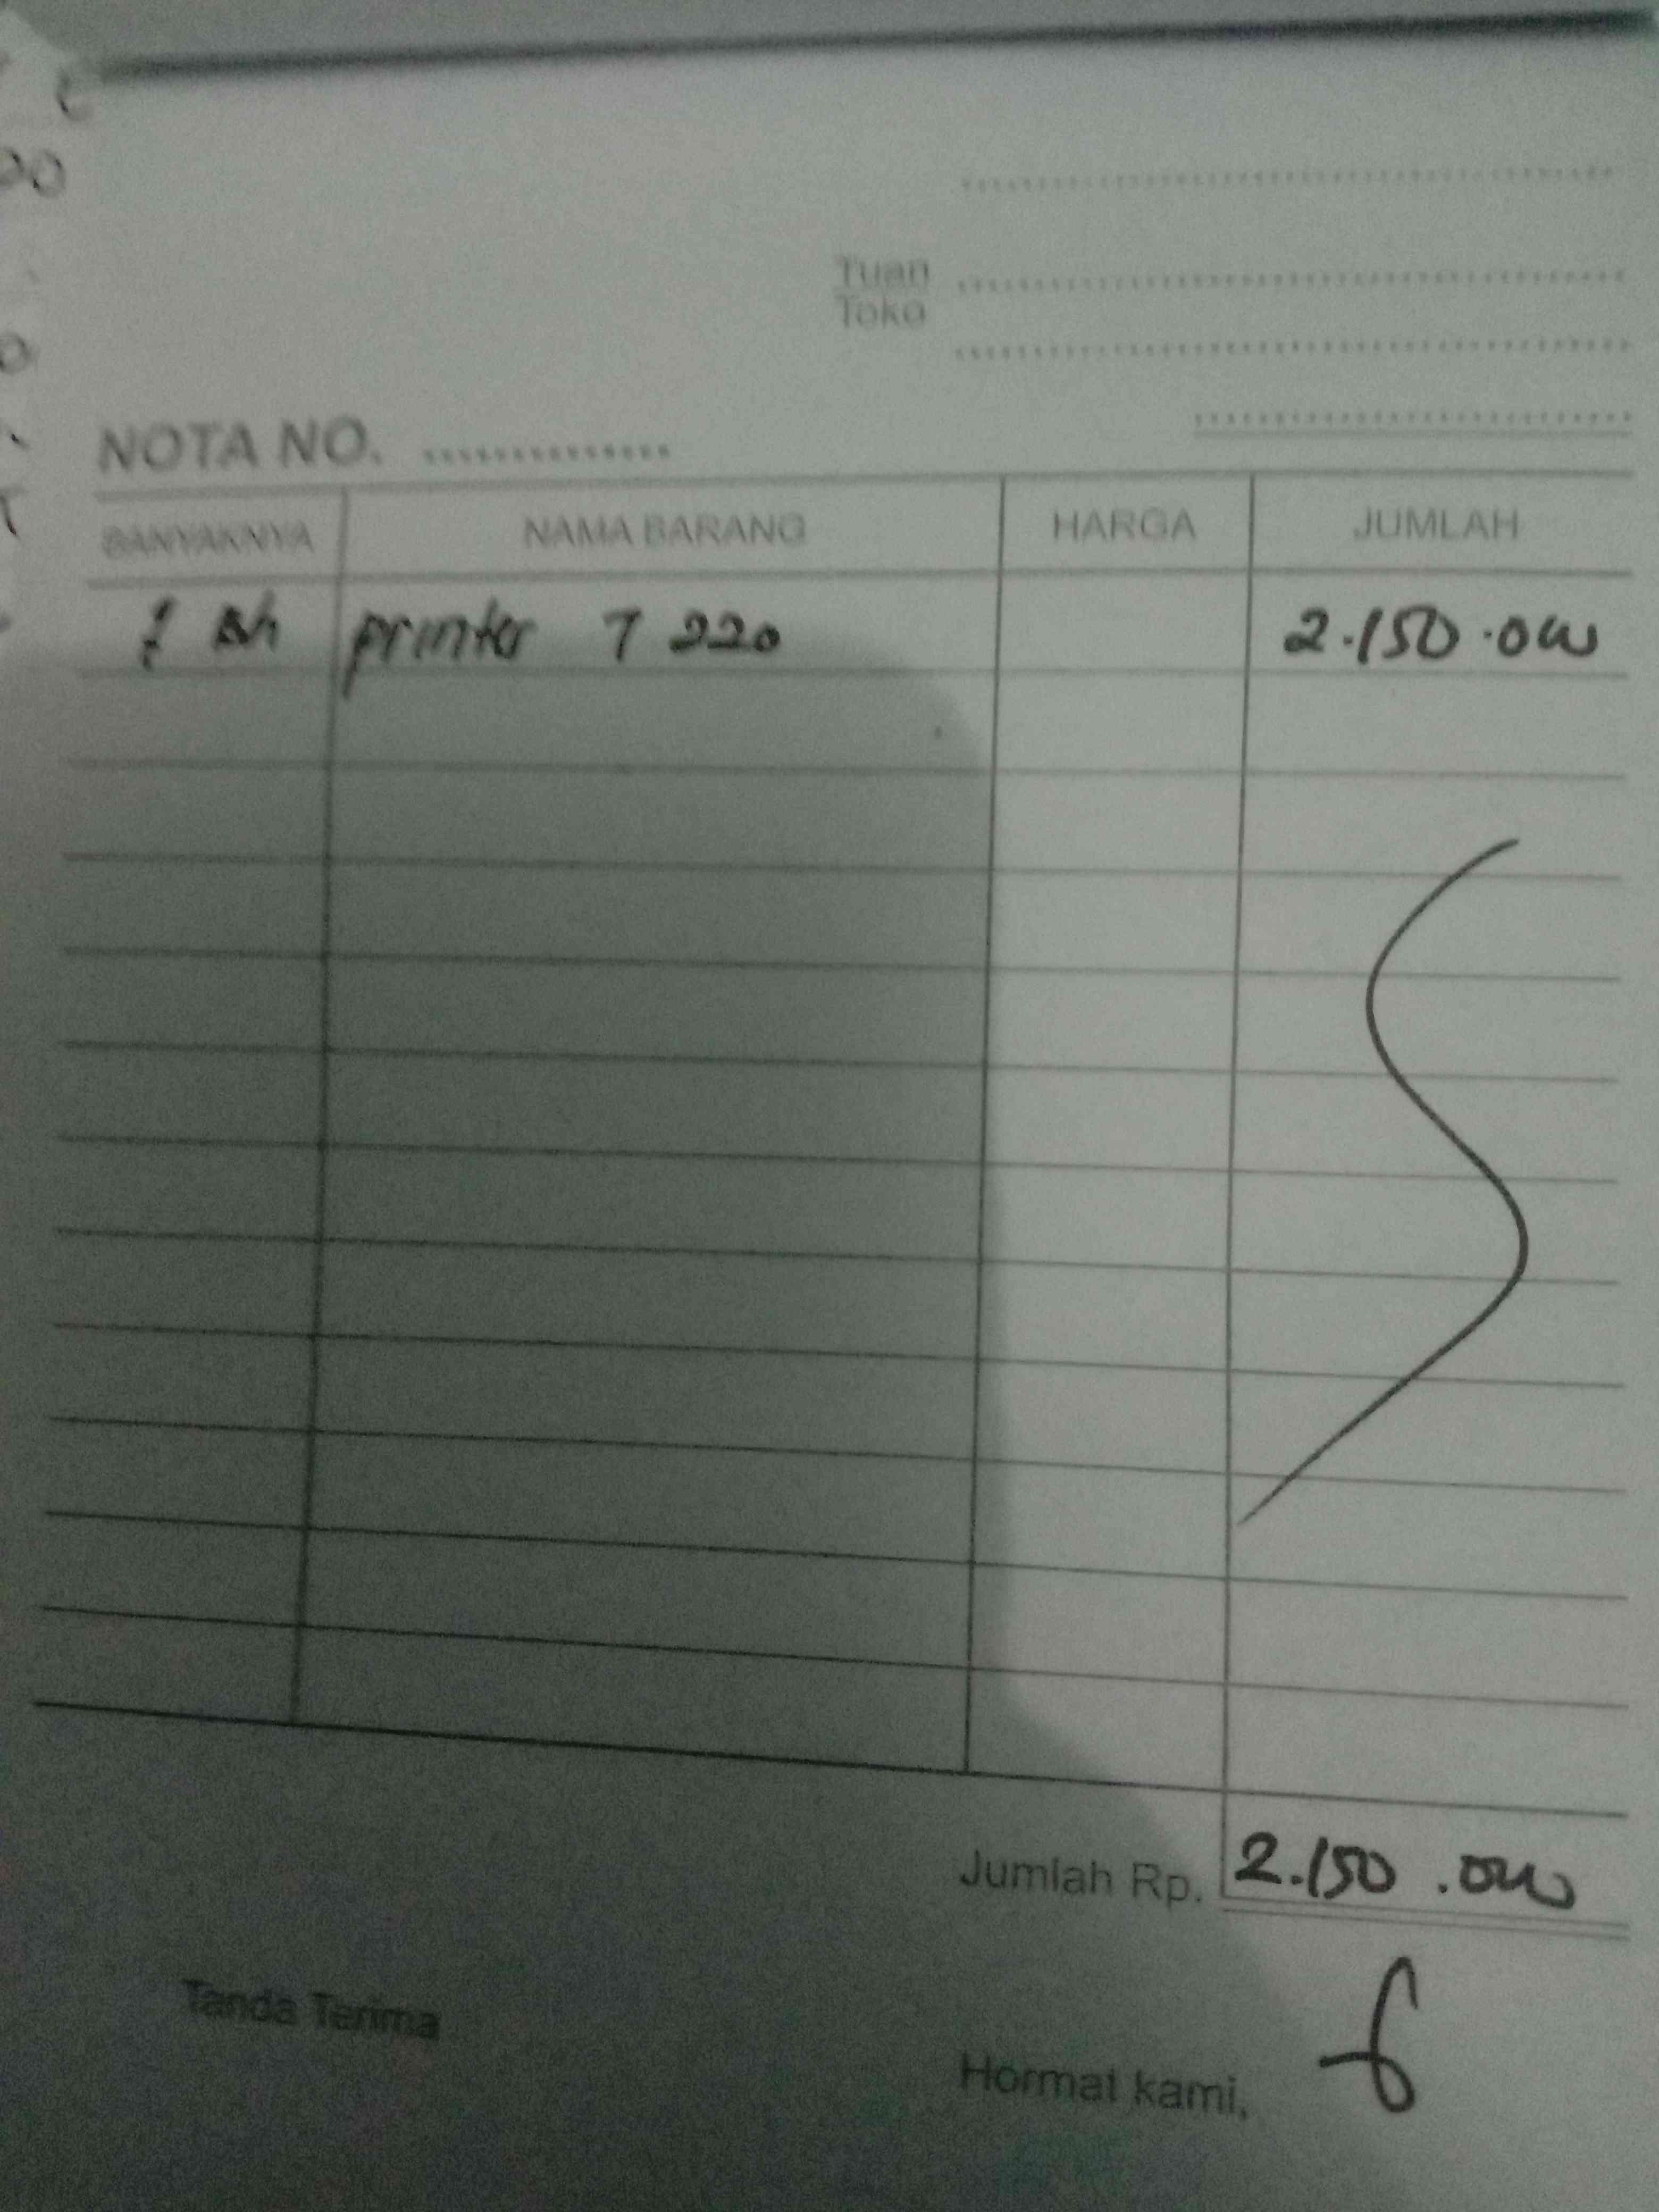 Tuan
Toko
NOTA NO.
BANYAKNYA NAMA BARANG HARGA JUMLAH
1 Bh printer T 220 2.150.000
Jumlah Rp. 2.150.000
Tanda Terima
Hormat kami,